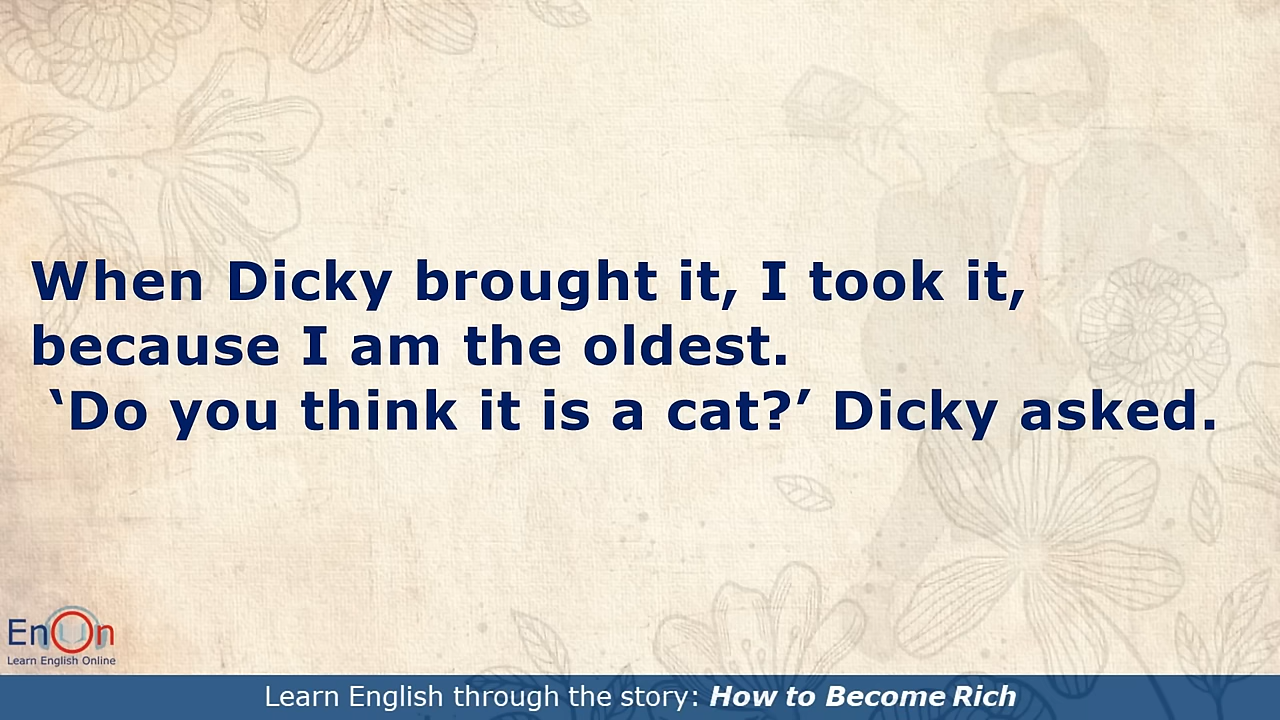 When Dicky brought it, I took it,
because I am the oldest.
‘Do you think it is a cat?’ Dicky asked.
EnOn
Learn English Online
Learn English through the story: How to Become Rich